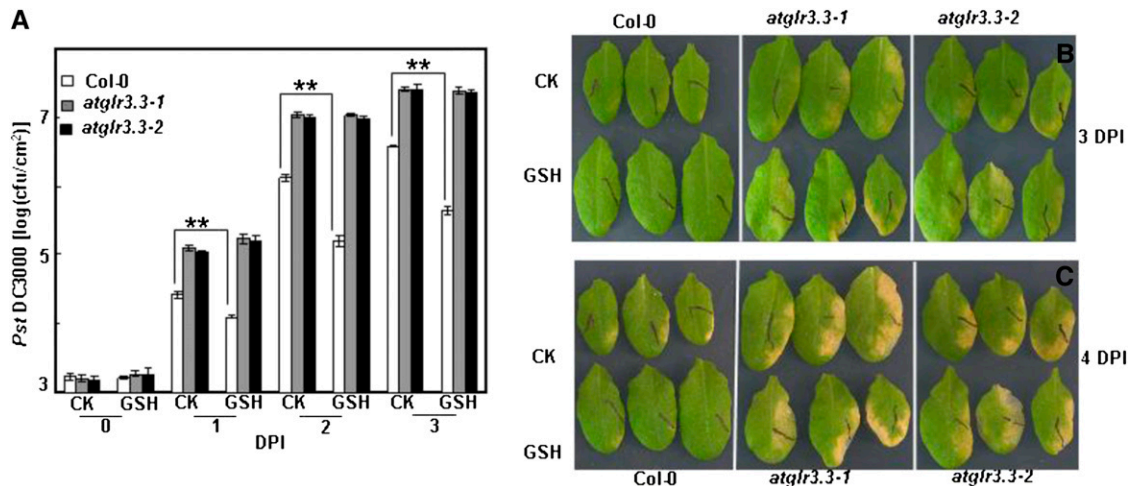 A
Pst DC3000 [log(cfu/cm²)]
7
5
3
Col-0
atglr3.3-1
atglr3.3-2
**
**
**
CK GSH CK GSH CK GSH CK GSH
0 1 2 3
DPI
Col-0 atglr3.3-1 atglr3.3-2
B
CK
GSH
3 DPI
C
CK
GSH
4 DPI
Col-0 atglr3.3-1 atglr3.3-2